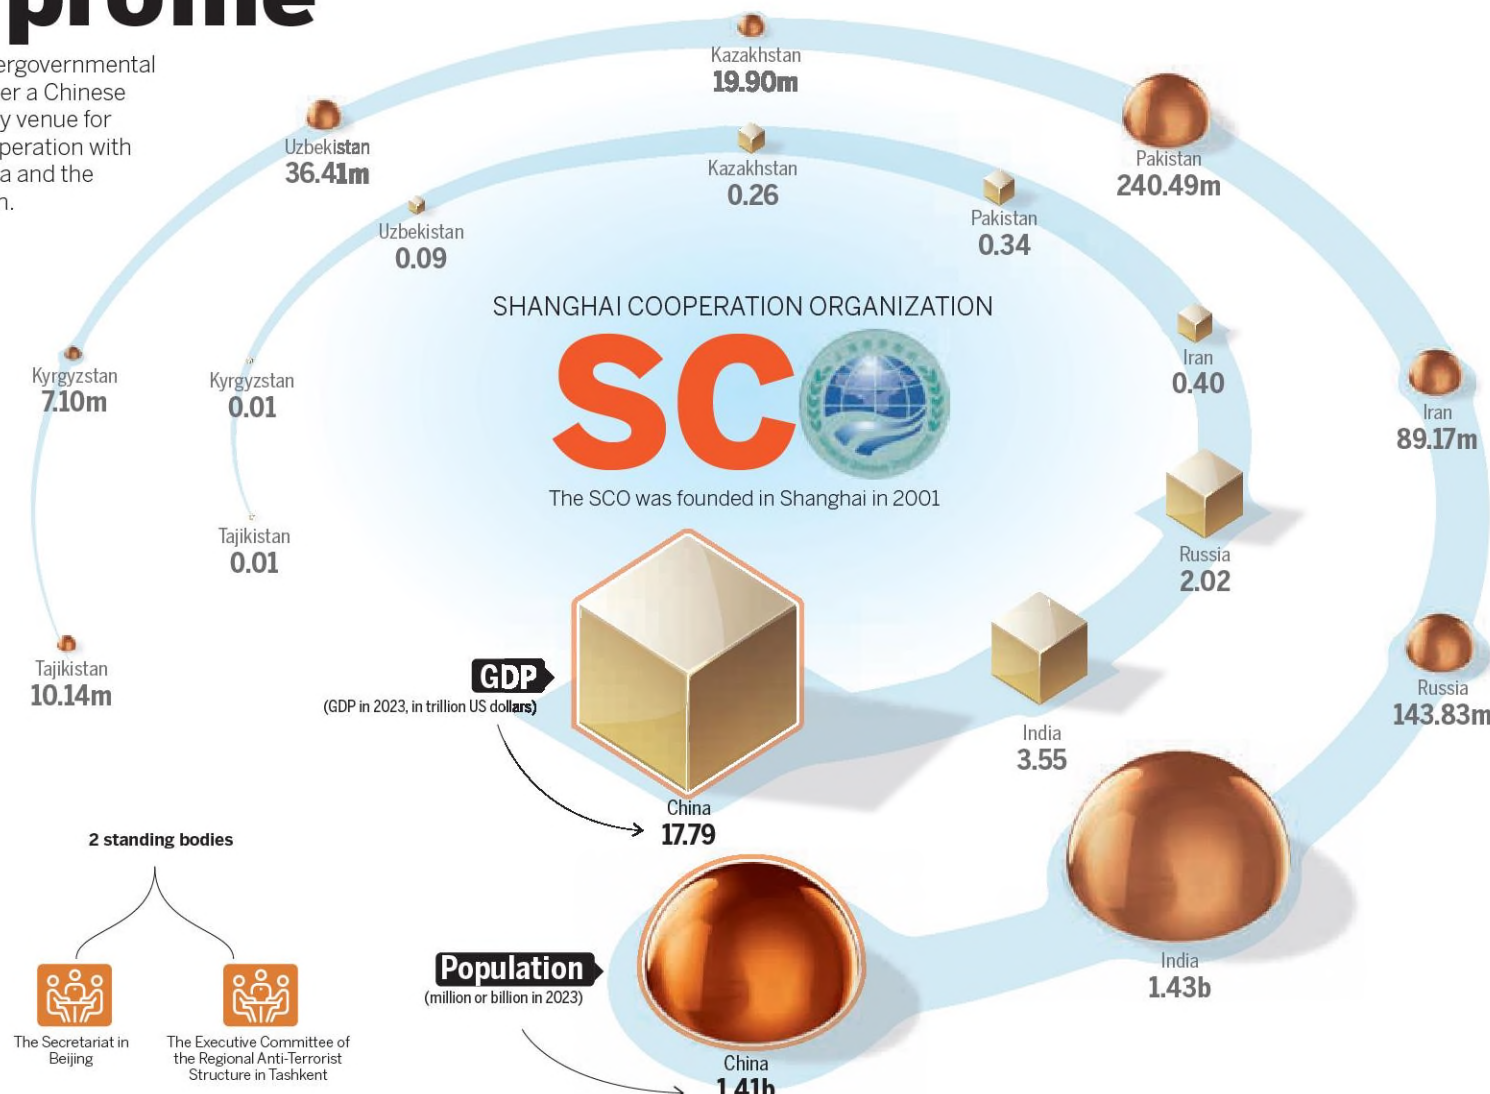 profile
ergovernmental
er a Chinese
y venue for
peration with
a and the
n.
Kazakhstan
19.90m
Uzbekistan
36.41m
Pakistan
240.49m
Kazakhstan
0.26
Pakistan
0.34
Uzbekistan
0.09
SHANGHAI COOPERATION ORGANIZATION
SCO
The SCO was founded in Shanghai in 2001
Iran
0.40
Iran
89.17m
Kyrgyzstan
7.10m
Kyrgyzstan
0.01
Tajikistan
0.01
Tajikistan
10.14m
Russia
2.02
Russia
143.83m
GDP
(GDP in 2023, in trillion US dollars)
India
3.55
China
17.79
2 standing bodies
The Secretariat in
Beijing
The Executive Committee of
the Regional Anti-Terrorist
Structure in Tashkent
Population
(million or billion in 2023)
India
1.43b
China
1.41b